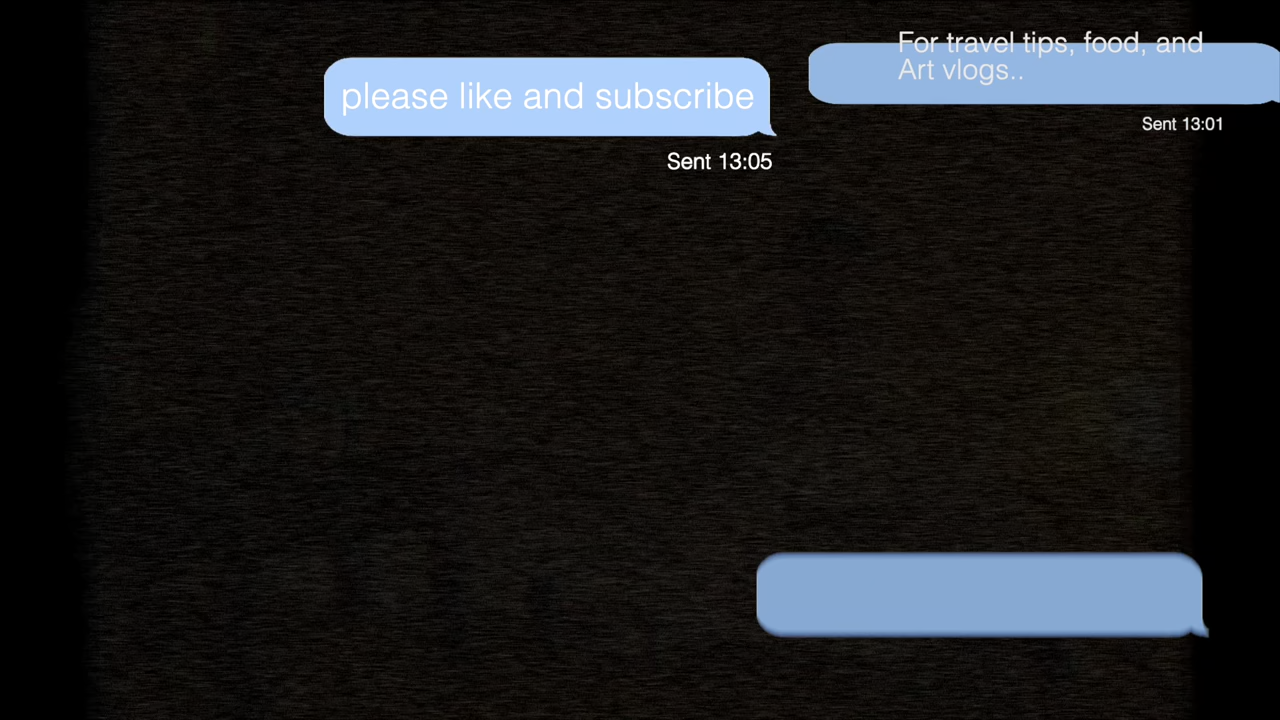 For travel tips, food, and
Art vlogs..
Sent 13:01
please like and subscribe
Sent 13:05